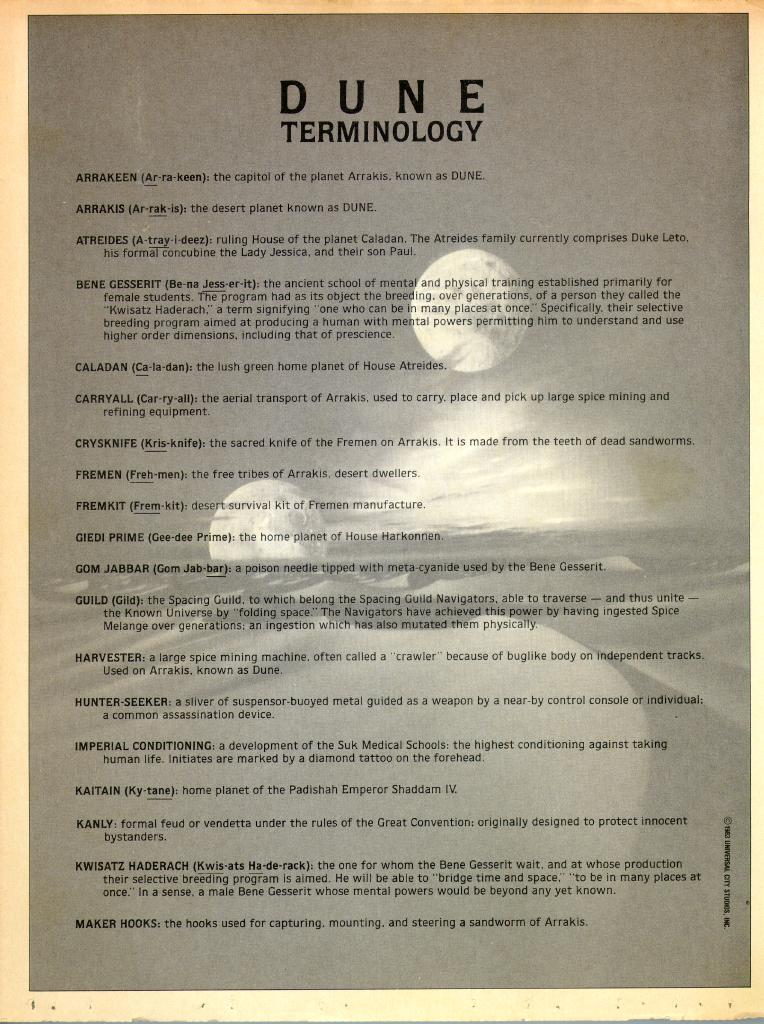 DUNE
TERMINOLOGY
ARRAKEEN (Ar-ra-keen): the capitol of the planet Arrakis, known as DUNE.
ARRAKIS (Ar-rak-is): the desert planet known as DUNE.
ATREIDES (A-tray-i-deez): ruling House of the planet Caladan. The Atreides family currently comprises Duke Leto,
his formal concubine the Lady Jessica, and their son Paul.
BENE GESSERIT (Be-na Jess-er-it): the ancient school of mental and physical training established primarily for
female students. The program had as its object the breeding, over generations, of a person they called the
"Kwisatz Haderach," a term signifying "one who can be in many places at once." Specifically, their selective
breeding program aimed at producing a human with mental powers permitting him to understand and use
higher order dimensions, including that of prescience.
CALADAN (Ca-la-dan): the lush green home planet of House Atreides.
CARRYALL (Car-ry-all): the aerial transport of Arrakis, used to carry, place and pick up large spice mining and
refining equipment.
CRYSKNIFE (Kris-knife): the sacred knife of the Fremen on Arrakis. It is made from the teeth of dead sandworms.
FREMEN (Freh-men): the free tribes of Arrakis, desert dwellers.
FREMKIT (Frem-kit): desert survival kit of Fremen manufacture.
GIEDI PRIME (Gee-dee Prime): the home planet of House Harkonnen.
GOM JABBAR (Gom Jab-bar): a poison needle tipped with meta-cyanide used by the Bene Gesserit.
GUILD (Gild): the Spacing Guild, to which belong the Spacing Guild Navigators, able to traverse — and thus unite —
the Known Universe by "folding space." The Navigators have achieved this power by having ingested Spice
Melange over generations; an ingestion which has also mutated them physically.
HARVESTER: a large spice mining machine, often called a "crawler" because of buglike body on independent tracks.
Used on Arrakis, known as Dune.
HUNTER-SEEKER: a sliver of suspensor-buoyed metal guided as a weapon by a near-by control console or individual;
a common assassination device.
IMPERIAL CONDITIONING: a development of the Suk Medical Schools: the highest conditioning against taking
human life. Initiates are marked by a diamond tattoo on the forehead.
KAITAIN (Ky-tane): home planet of the Padishah Emperor Shaddam IV.
KANLY: formal feud or vendetta under the rules of the Great Convention; originally designed to protect innocent
bystanders.
KWISATZ HADERACH (Kwis-ats Ha-de-rack): the one for whom the Bene Gesserit wait, and at whose production
their selective breeding program is aimed. He will be able to "bridge time and space," "to be in many places at
once." In a sense, a male Bene Gesserit whose mental powers would be beyond any yet known.
MAKER HOOKS: the hooks used for capturing, mounting, and steering a sandworm of Arrakis.
© 1983 UNIVERSAL CITY STUDIOS, INC.